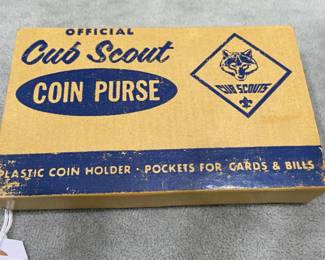 OFFICIAL
Cub Scout
COIN PURSE
CUB SCOUTS
PLASTIC COIN HOLDER • POCKETS FOR CARDS & BILLS